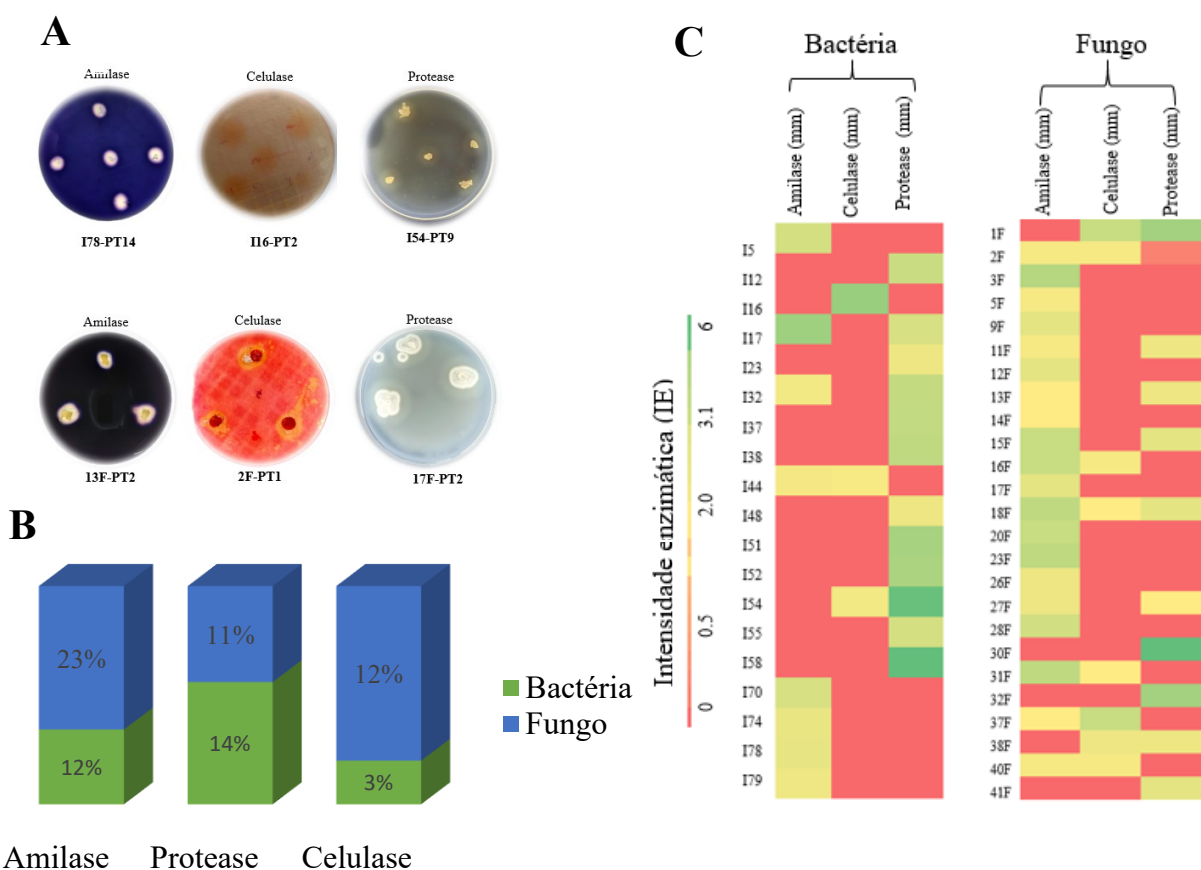 A
Amilase
Celulase
Protease
I78-PT14
I16-PT2
I54-PT9
Amilase
Celulase
Protease
13F-PT2
2F-PT1
17F-PT2
B
23%
12%
11%
14%
12%
3%
Bactéria
Fungo
Amilase
Protease
Celulase
C
Bactéria
Fungo
Amilase (mm)
Celulase (mm)
Protease (mm)
Amilase (mm)
Celulase (mm)
Protease (mm)
Intensidade enzimática (IE)
6
3.1
2.0
0.5
0
I5
I12
I16
I17
I23
I32
I37
I38
I44
I48
I51
I52
I54
I55
I58
I70
I74
I78
I79
1F
2F
3F
5F
9F
11F
12F
13F
14F
15F
16F
17F
18F
20F
23F
26F
27F
28F
30F
31F
32F
37F
38F
40F
41F